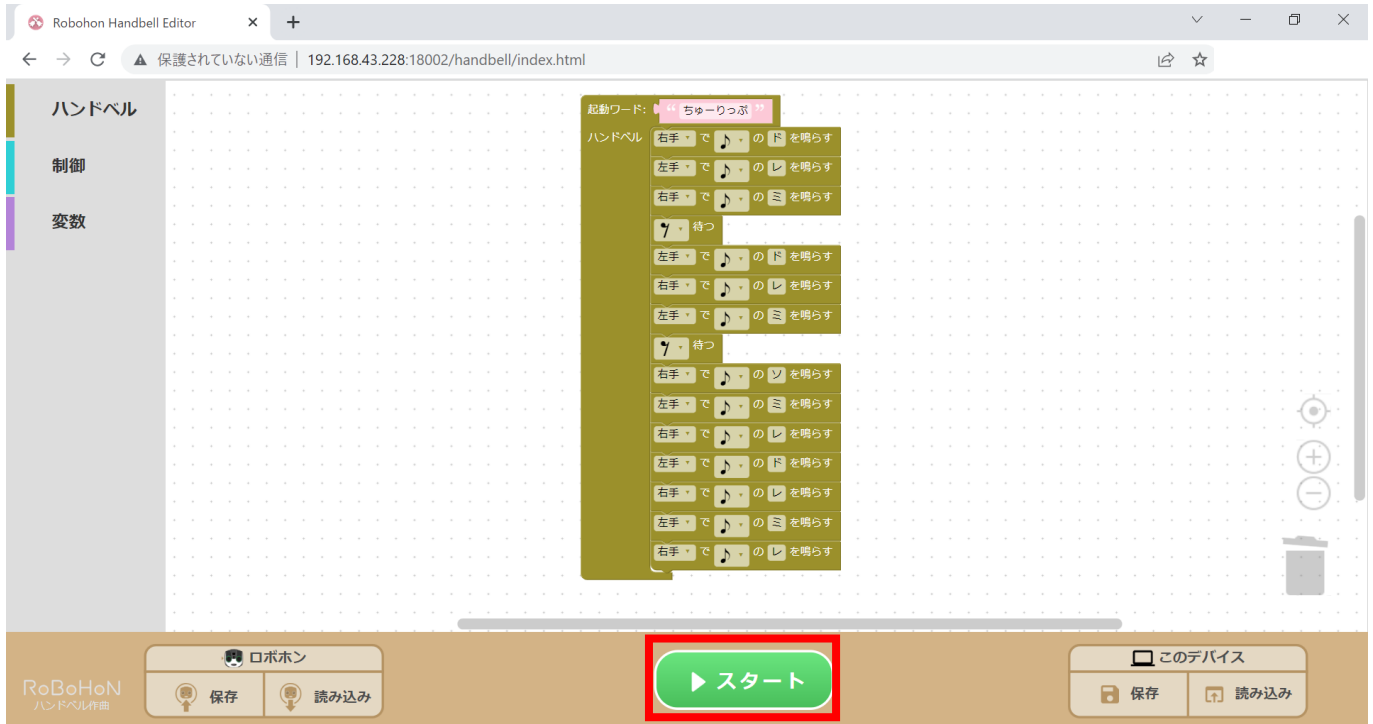 Robohon Handbell Editor
保護されていない通信 | 192.168.43.228:18002/handbell/index.html
ハンドベル
制御
変数
起動ワード: “ ちゅーりっぷ ”
ハンドベル 右手 で ♪ の ド を鳴らす
左手 で ♪ の レ を鳴らす
右手 で ♪ の ミ を鳴らす
待つ
左手 で ♪ の ド を鳴らす
右手 で ♪ の レ を鳴らす
左手 で ♪ の ミ を鳴らす
待つ
右手 で ♪ の ソ を鳴らす
左手 で ♪ の ミ を鳴らす
右手 で ♪ の レ を鳴らす
左手 で ♪ の ド を鳴らす
右手 で ♪ の レ を鳴らす
左手 で ♪ の ミ を鳴らす
右手 で ♪ の レ を鳴らす
RoBoHoN
ハンドベル作曲
ロボホン
保存 読み込み
スタート
このデバイス
保存 読み込み